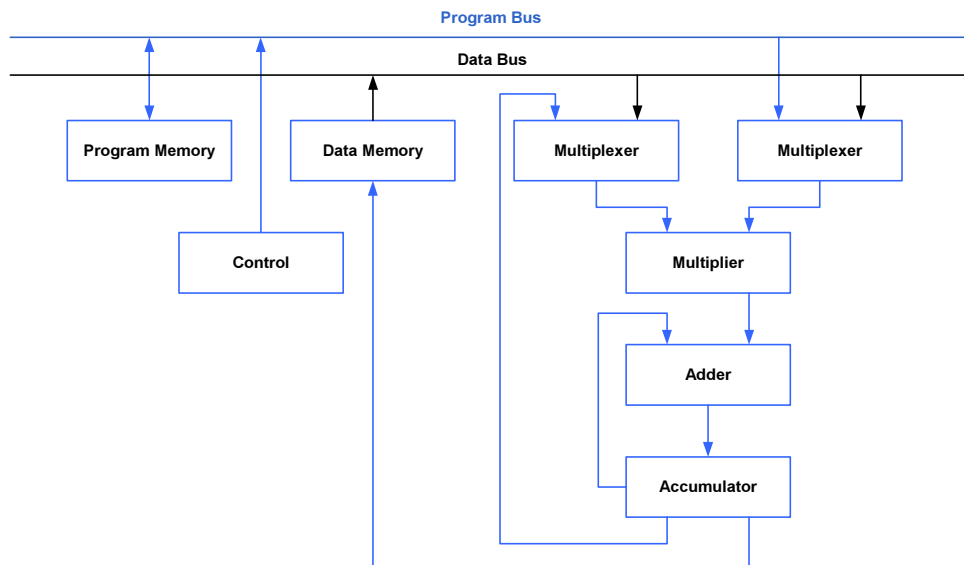 Program Bus
Data Bus
Program Memory
Data Memory
Multiplexer
Multiplexer
Control
Multiplier
Adder
Accumulator